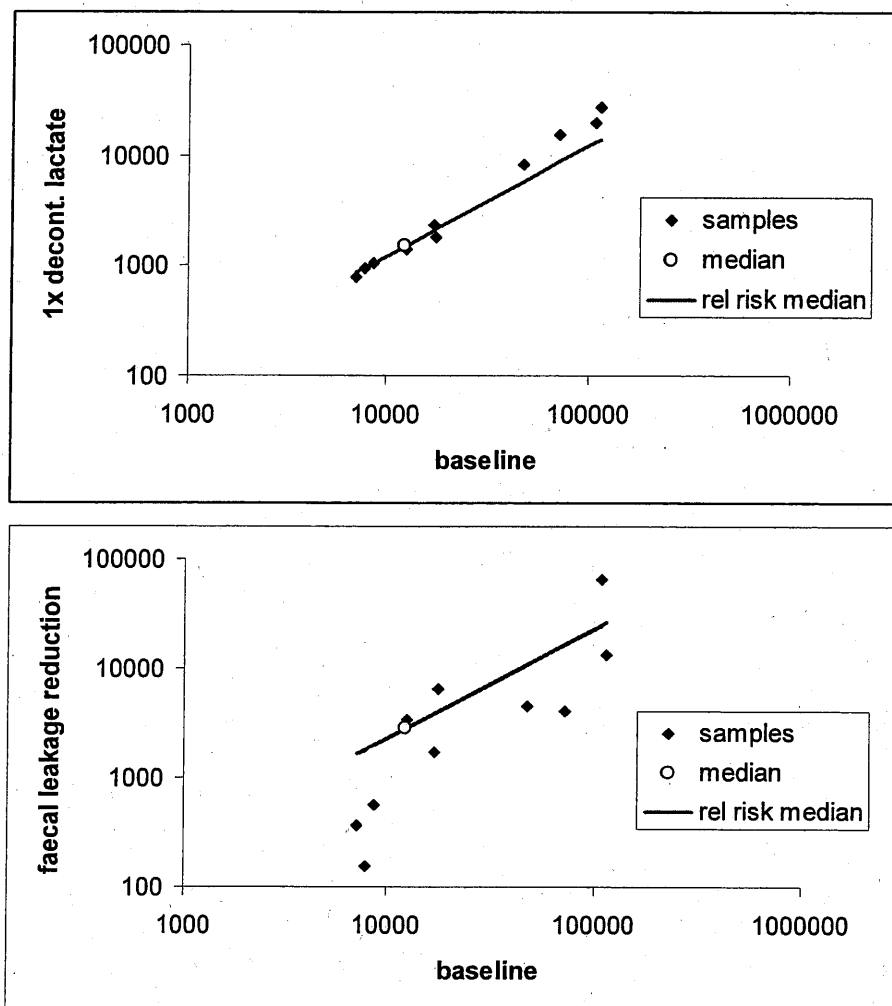 100000
10000
1000
100
1x decont. lactate
samples
median
rel risk median
1000 10000 100000 1000000
baseline
100000
10000
1000
100
faecal leakage reduction
samples
median
rel risk median
1000 10000 100000 1000000
baseline